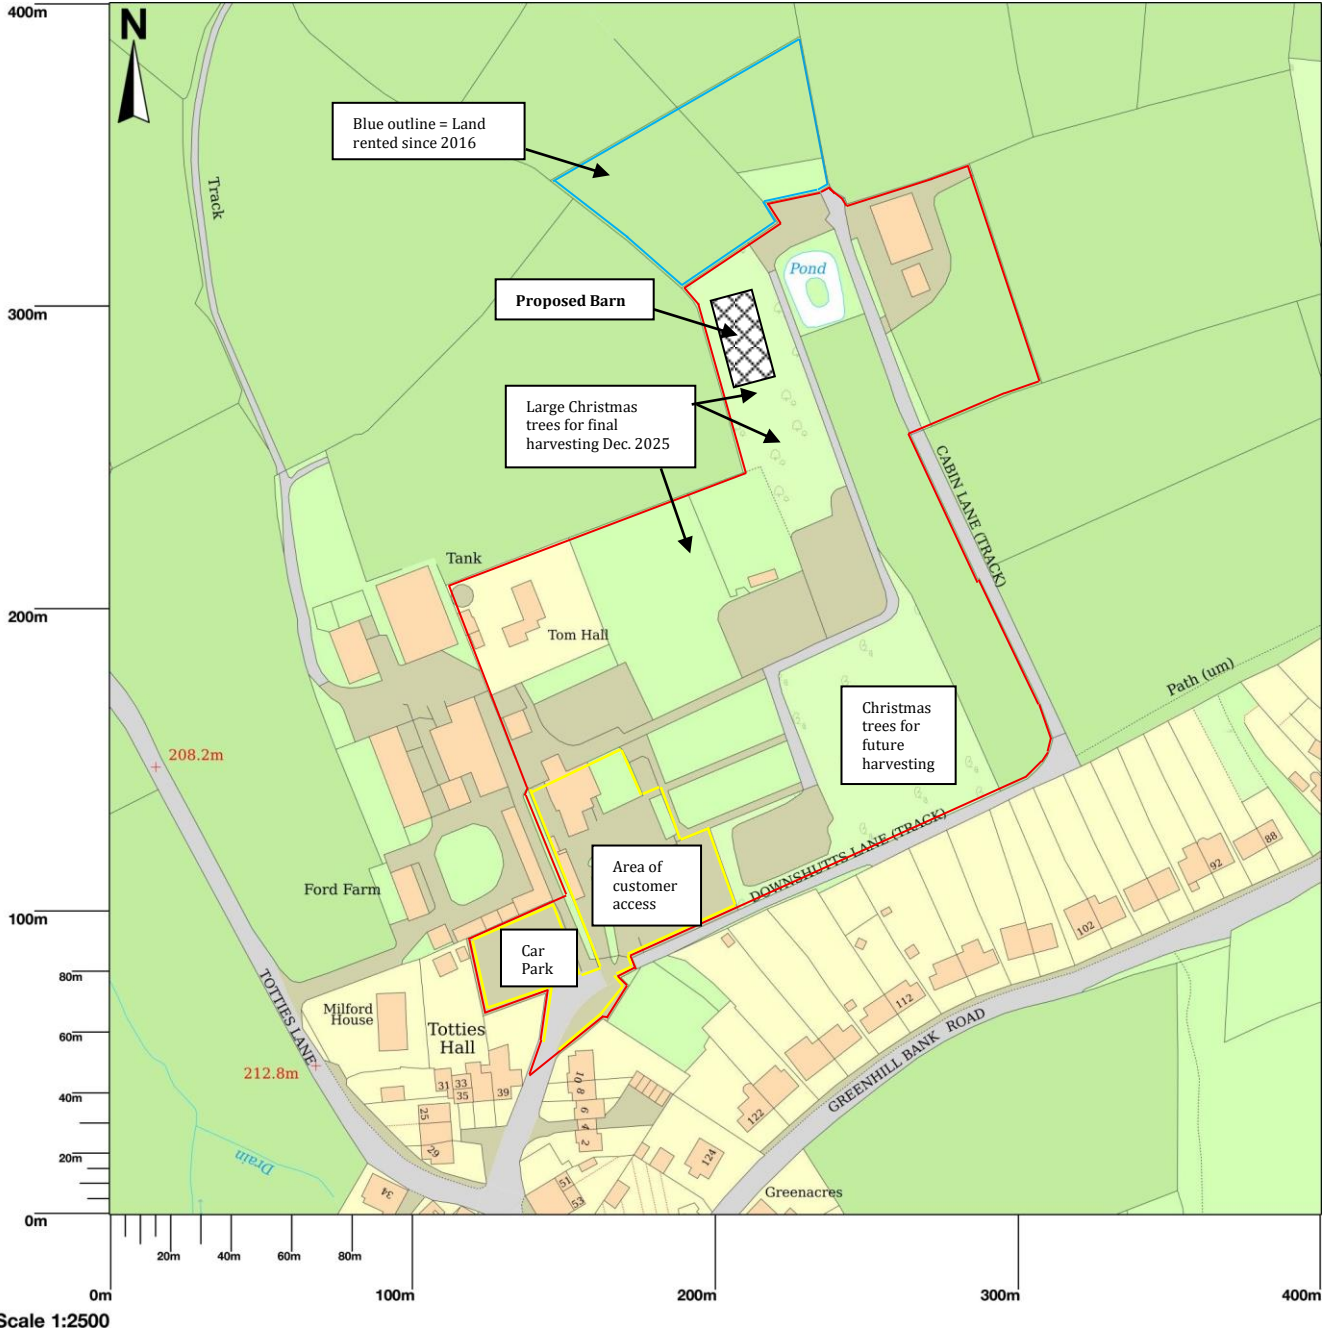 400m
N
Blue outline = Land
rented since 2016
Track
Pond
300m
Proposed Barn
Large Christmas
trees for final
harvesting Dec. 2025
CABIN LANE (TRACK)
Tank
200m
Tom Hall
Path (um)
Christmas
trees for
future
harvesting
208.2m
DOWNSHUTTS LANE (TRACK)
88
92
Area of
customer
access
Ford Farm
100m
102
Car
Park
80m
TOTTIES LANE
Milford
House
112
Totties
Hall
60m
GREENHILL BANK ROAD
212.8m
31
33
35
39
10
8
6
4
2
40m
25
29
122
124
20m
Drain
34
51
53
Greenacres
0m
20m
40m
60m
80m
0m
100m
200m
300m
400m
Scale 1:2500